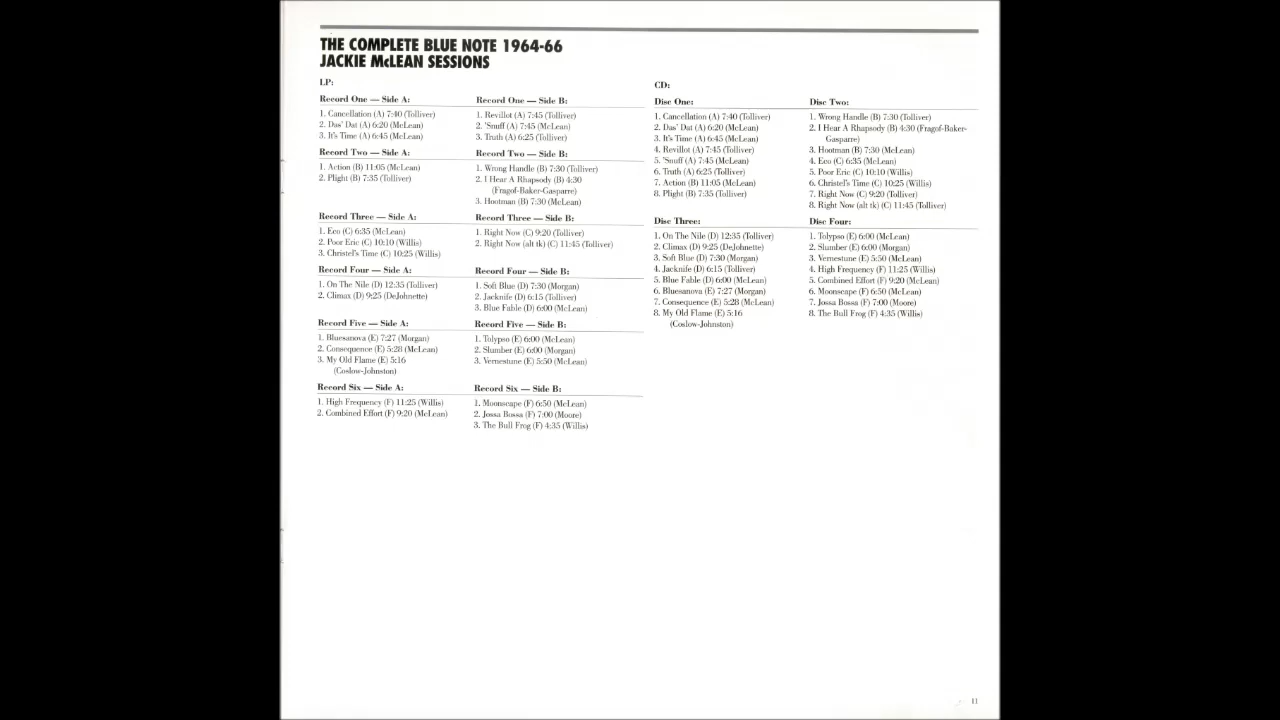 THE COMPLETE BLUE NOTE 1964-66
JACKIE McLEAN SESSIONS
LP:
Record One — Side A:
1. Cancellation (A) 7:40 (Tolliver)
2. Das' Dat (A) 6:20 (McLean)
3. It's Time (A) 6:45 (McLean)
Record One — Side B:
1. Revillot (A) 7:45 (Tolliver)
2. 'Snuff (A) 7:45 (McLean)
3. Truth (A) 6:25 (Tolliver)
Record Two — Side A:
1. Action (B) 11:05 (McLean)
2. Plight (B) 7:35 (Tolliver)
Record Two — Side B:
1. Wrong Handle (B) 7:30 (Tolliver)
2. I Hear A Rhapsody (B) 4:30
(Fragof-Baker-Gasparre)
3. Hootman (B) 7:30 (McLean)
Record Three — Side A:
1. Eco (C) 6:35 (McLean)
2. Poor Eric (C) 10:10 (Willis)
3. Christel's Time (C) 10:25 (Willis)
Record Three — Side B:
1. Right Now (C) 9:20 (Tolliver)
2. Right Now (alt tk) (C) 11:45 (Tolliver)
Record Four — Side A:
1. On The Nile (D) 12:35 (Tolliver)
2. Climax (D) 9:25 (DeJohnette)
Record Four — Side B:
1. Soft Blue (D) 7:30 (Morgan)
2. Jacknife (D) 6:15 (Tolliver)
3. Blue Fable (D) 6:00 (McLean)
Record Five — Side A:
1. Bluesanova (E) 7:27 (Morgan)
2. Consequence (E) 5:28 (McLean)
3. My Old Flame (E) 5:16
(Coslow-Johnston)
Record Five — Side B:
1. Tolypso (E) 6:00 (McLean)
2. Slumber (E) 6:00 (Morgan)
3. Vernestune (E) 5:50 (McLean)
Record Six — Side A:
1. High Frequency (F) 11:25 (Willis)
2. Combined Effort (F) 9:20 (McLean)
Record Six — Side B:
1. Moonscape (F) 6:50 (McLean)
2. Jossa Bossa (F) 7:00 (Moore)
3. The Bull Frog (F) 4:35 (Willis)
CD:
Disc One:
1. Cancellation (A) 7:40 (Tolliver)
2. Das' Dat (A) 6:20 (McLean)
3. It's Time (A) 6:45 (McLean)
4. Revillot (A) 7:45 (Tolliver)
5. 'Snuff (A) 7:45 (McLean)
6. Truth (A) 6:25 (Tolliver)
7. Action (B) 11:05 (McLean)
8. Plight (B) 7:35 (Tolliver)
Disc Two:
1. Wrong Handle (B) 7:30 (Tolliver)
2. I Hear A Rhapsody (B) 4:30 (Fragof-Baker-
Gasparre)
3. Hootman (B) 7:30 (McLean)
4. Eco (C) 6:35 (McLean)
5. Poor Eric (C) 10:10 (Willis)
6. Christel's Time (C) 10:25 (Willis)
7. Right Now (C) 9:20 (Tolliver)
8. Right Now (alt tk) (C) 11:45 (Tolliver)
Disc Three:
1. On The Nile (D) 12:35 (Tolliver)
2. Climax (D) 9:25 (DeJohnette)
3. Soft Blue (D) 7:30 (Morgan)
4. Jacknife (D) 6:15 (Tolliver)
5. Blue Fable (D) 6:00 (McLean)
6. Bluesanova (E) 7:27 (Morgan)
7. Consequence (E) 5:28 (McLean)
8. My Old Flame (E) 5:16
(Coslow-Johnston)
Disc Four:
1. Tolypso (E) 6:00 (McLean)
2. Slumber (E) 6:00 (Morgan)
3. Vernestune (E) 5:50 (McLean)
4. High Frequency (F) 11:25 (Willis)
5. Combined Effort (F) 9:20 (McLean)
6. Moonscape (F) 6:50 (McLean)
7. Jossa Bossa (F) 7:00 (Moore)
8. The Bull Frog (F) 4:35 (Willis)
11